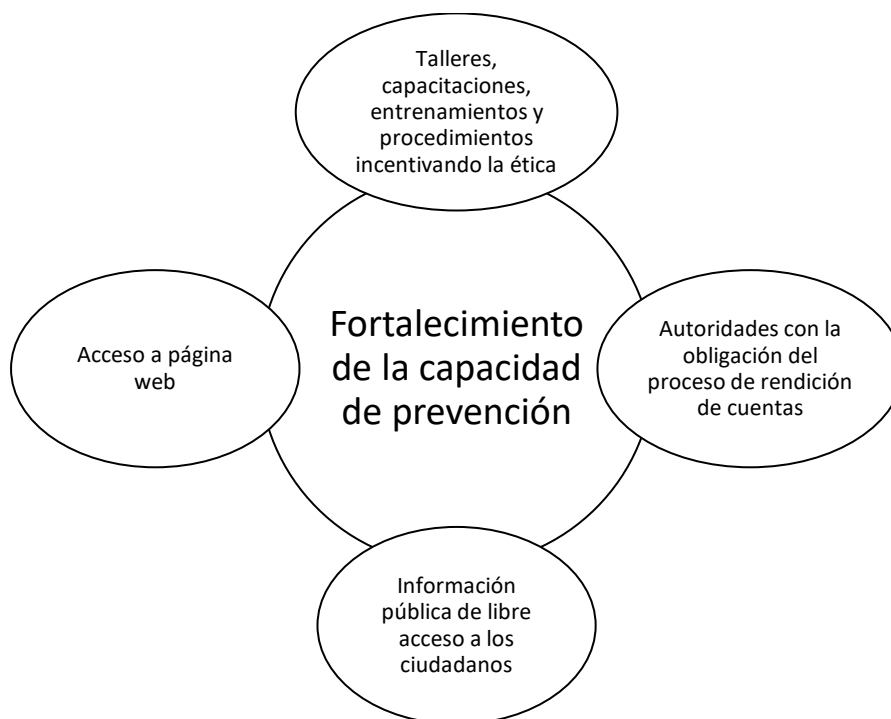 Talleres,
capacitaciones,
entrenamientos y
procedimientos
incentivando la ética
Fortalecimiento
de la capacidad
de prevención
Autoridades con la
obligación del
proceso de rendición
de cuentas
Información
pública de libre
acceso a los
ciudadanos
Acceso a página
web